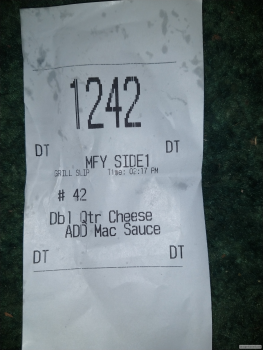 1242
DT DT
MFY SIDE1
GRILL SLIP Time: 02:17 PM
# 42
Dbl Qtr Cheese
ADD Mac Sauce
DT DT